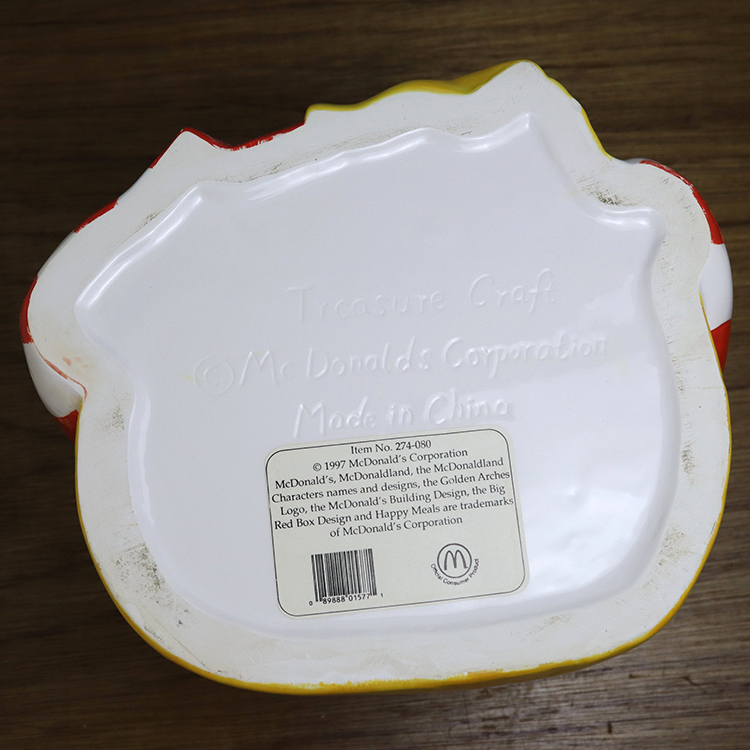 Treasure Craft
© McDonalds Corporation
Made in China
Item No. 274-080
© 1997 McDonald's Corporation
McDonald's, McDonaldland, the McDonaldland
Characters names and designs, the Golden Arches
Logo, the McDonald's Building Design, the Big
Red Box Design and Happy Meals are trademarks
of McDonald's Corporation
0 89888 01577 1
M
Official Consumer Product